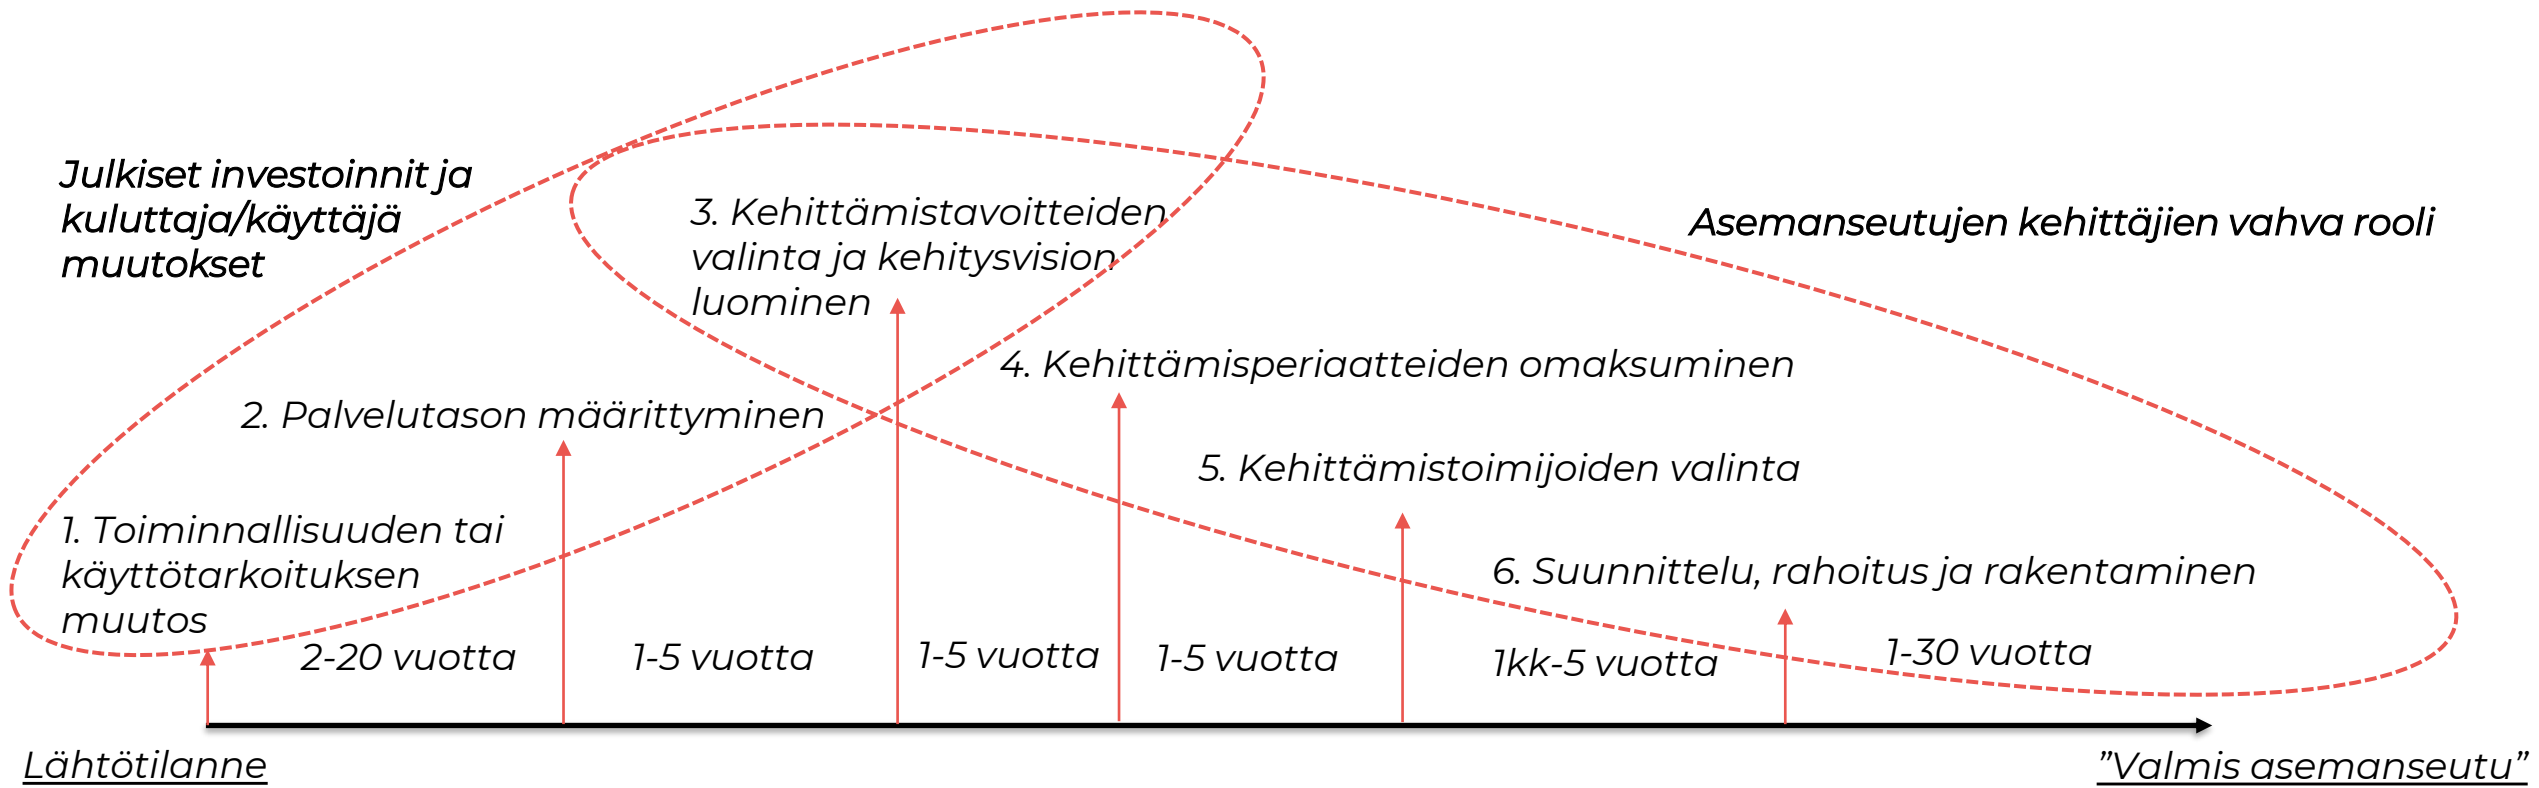 Julkiset investoinnit ja
kuluttaja/käyttäjä
muutokset
Asemanseutujen kehittäjien vahva rooli
3. Kehittämistavoitteiden
valinta ja kehitysvision
luominen
4. Kehittämisperiaatteiden omaksuminen
2. Palvelutason määrittyminen
5. Kehittämistoimijoiden valinta
1. Toiminnallisuuden tai
käyttötarkoituksen
muutos
6. Suunnittelu, rahoitus ja rakentaminen
2-20 vuotta
1-5 vuotta
1-5 vuotta
1-5 vuotta
1kk-5 vuotta
1-30 vuotta
Lähtötilanne
”Valmis asemanseutu”